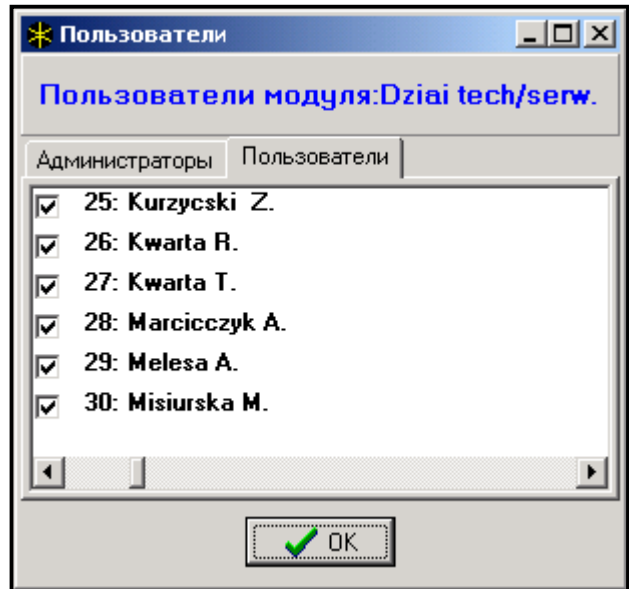 Пользователи
Пользователи модуля:Dziai tech/serw.
Администраторы Пользователи
25: Kurzycski Z.
26: Kwarta R.
27: Kwarta T.
28: Marcicczyk A.
29: Melesa A.
30: Misiurska M.
OK